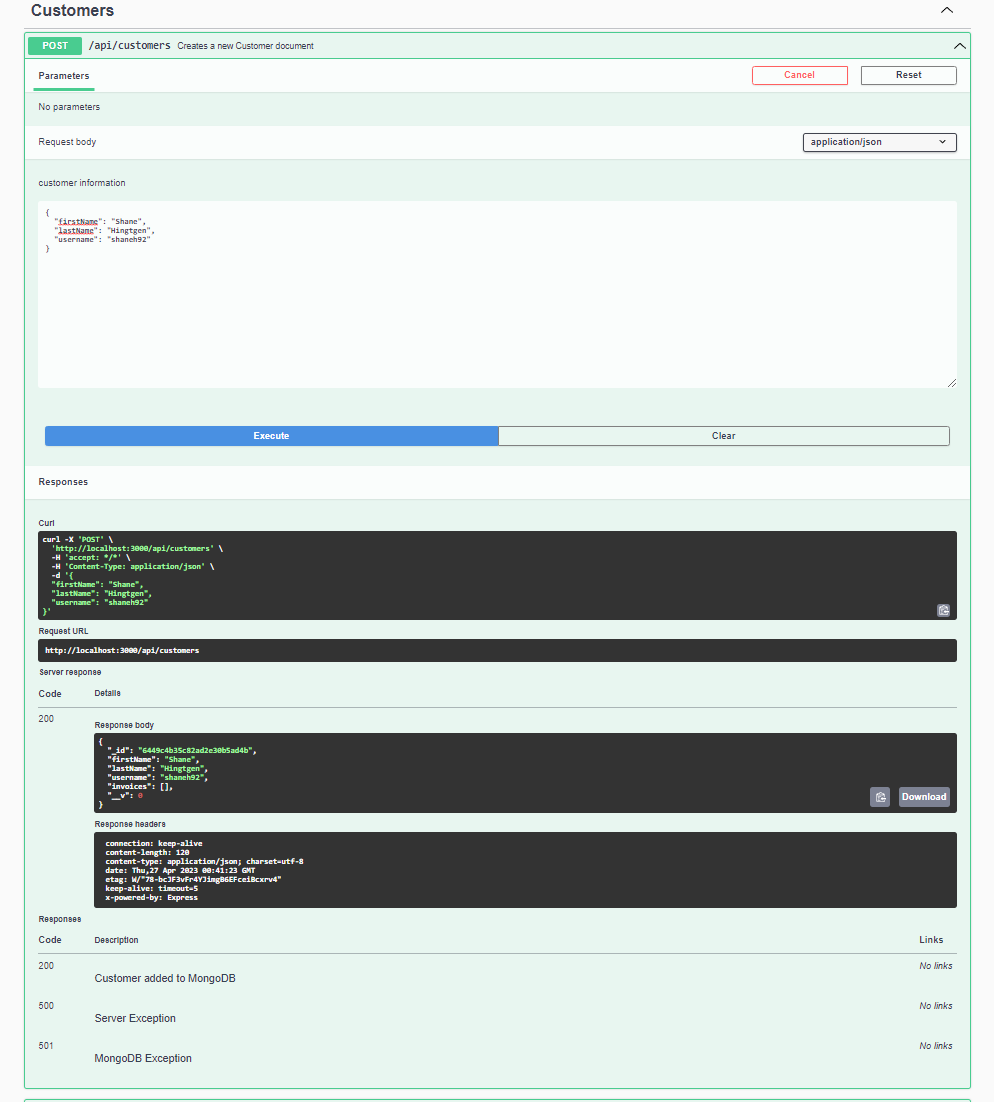 Customers
POST /api/customers Creates a new Customer document
Parameters Cancel Reset
No parameters
Request body application/json
customer information
{
"firstName": "Shane",
"lastName": "Hingtgen",
"username": "shaneh92"
}
Execute Clear
Responses
Curl
curl -X 'POST' \
'http://localhost:3000/api/customers' \
-H 'accept: */*' \
-H 'Content-Type: application/json' \
-d '{
"firstName": "Shane",
"lastName": "Hingtgen",
"username": "shaneh92"
}'
Request URL
http://localhost:3000/api/customers
Server response
Code Details
200
Response body
{
"_id": "6449c4b35c82ad2e30b5ad4b",
"firstName": "Shane",
"lastName": "Hingtgen",
"username": "shaneh92",
"invoices": [],
"__v": 0
}
Download
Response headers
connection: keep-alive
content-length: 120
content-type: application/json; charset=utf-8
date: Thu,27 Apr 2023 00:41:23 GMT
etag: W/"78-bcJF3vFr4YJimgB6EFceiBcxrv4"
keep-alive: timeout=5
x-powered-by: Express
Responses
Code Description Links
200 No links
Customer added to MongoDB
500 No links
Server Exception
501 No links
MongoDB Exception